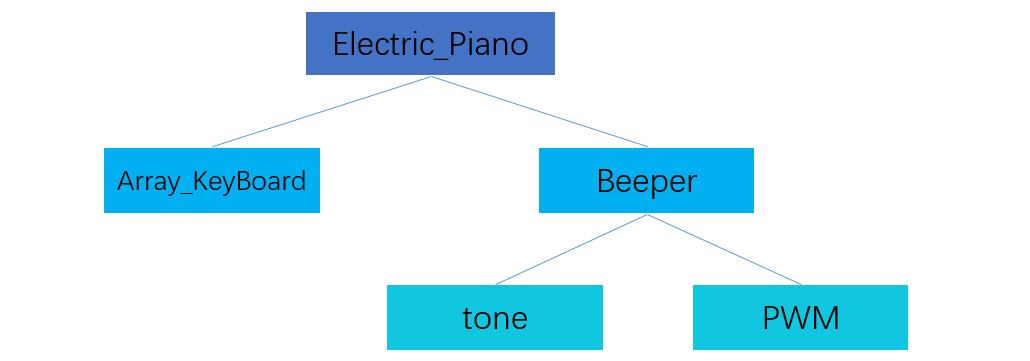 Electric_Piano
Array_KeyBoard
Beeper
tone
PWM